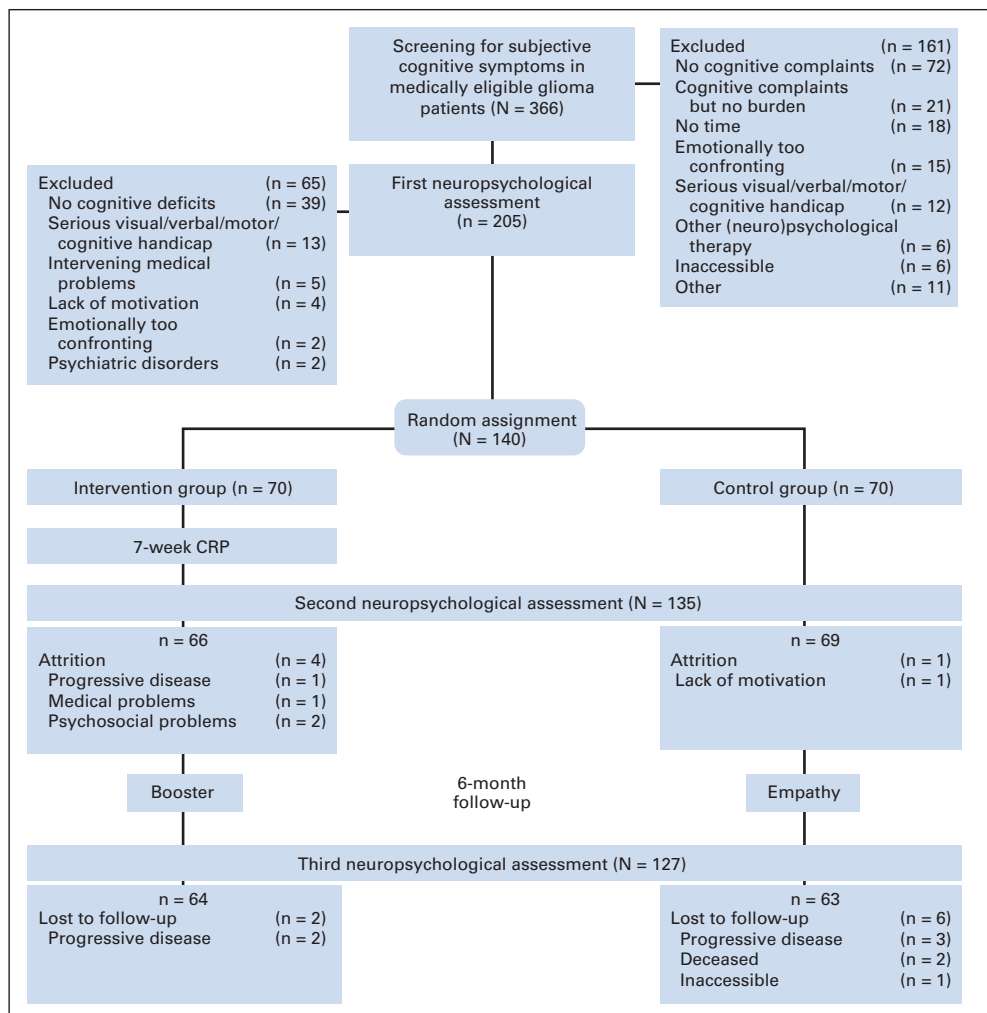 Screening for subjective
cognitive symptoms in
medically eligible glioma
patients (N = 366)
Excluded (n = 161)
No cognitive complaints (n = 72)
Cognitive complaints
but no burden (n = 21)
No time (n = 18)
Emotionally too
confronting (n = 15)
Serious visual/verbal/motor/
cognitive handicap (n = 12)
Other (neuro)psychological
therapy (n = 6)
Inaccessible (n = 6)
Other (n = 11)
First neuropsychological
assessment
(n = 205)
Excluded (n = 65)
No cognitive deficits (n = 39)
Serious visual/verbal/motor/
cognitive handicap (n = 13)
Intervening medical
problems (n = 5)
Lack of motivation (n = 4)
Emotionally too
confronting (n = 2)
Psychiatric disorders (n = 2)
Random assignment
(N = 140)
Intervention group (n = 70)
Control group (n = 70)
7-week CRP
Second neuropsychological assessment (N = 135)
n = 66
Attrition (n = 4)
Progressive disease (n = 1)
Medical problems (n = 1)
Psychosocial problems (n = 2)
n = 69
Attrition (n = 1)
Lack of motivation (n = 1)
Booster
6-month
follow-up
Empathy
Third neuropsychological assessment (N = 127)
n = 64
Lost to follow-up (n = 2)
Progressive disease (n = 2)
n = 63
Lost to follow-up (n = 6)
Progressive disease (n = 3)
Deceased (n = 2)
Inaccessible (n = 1)